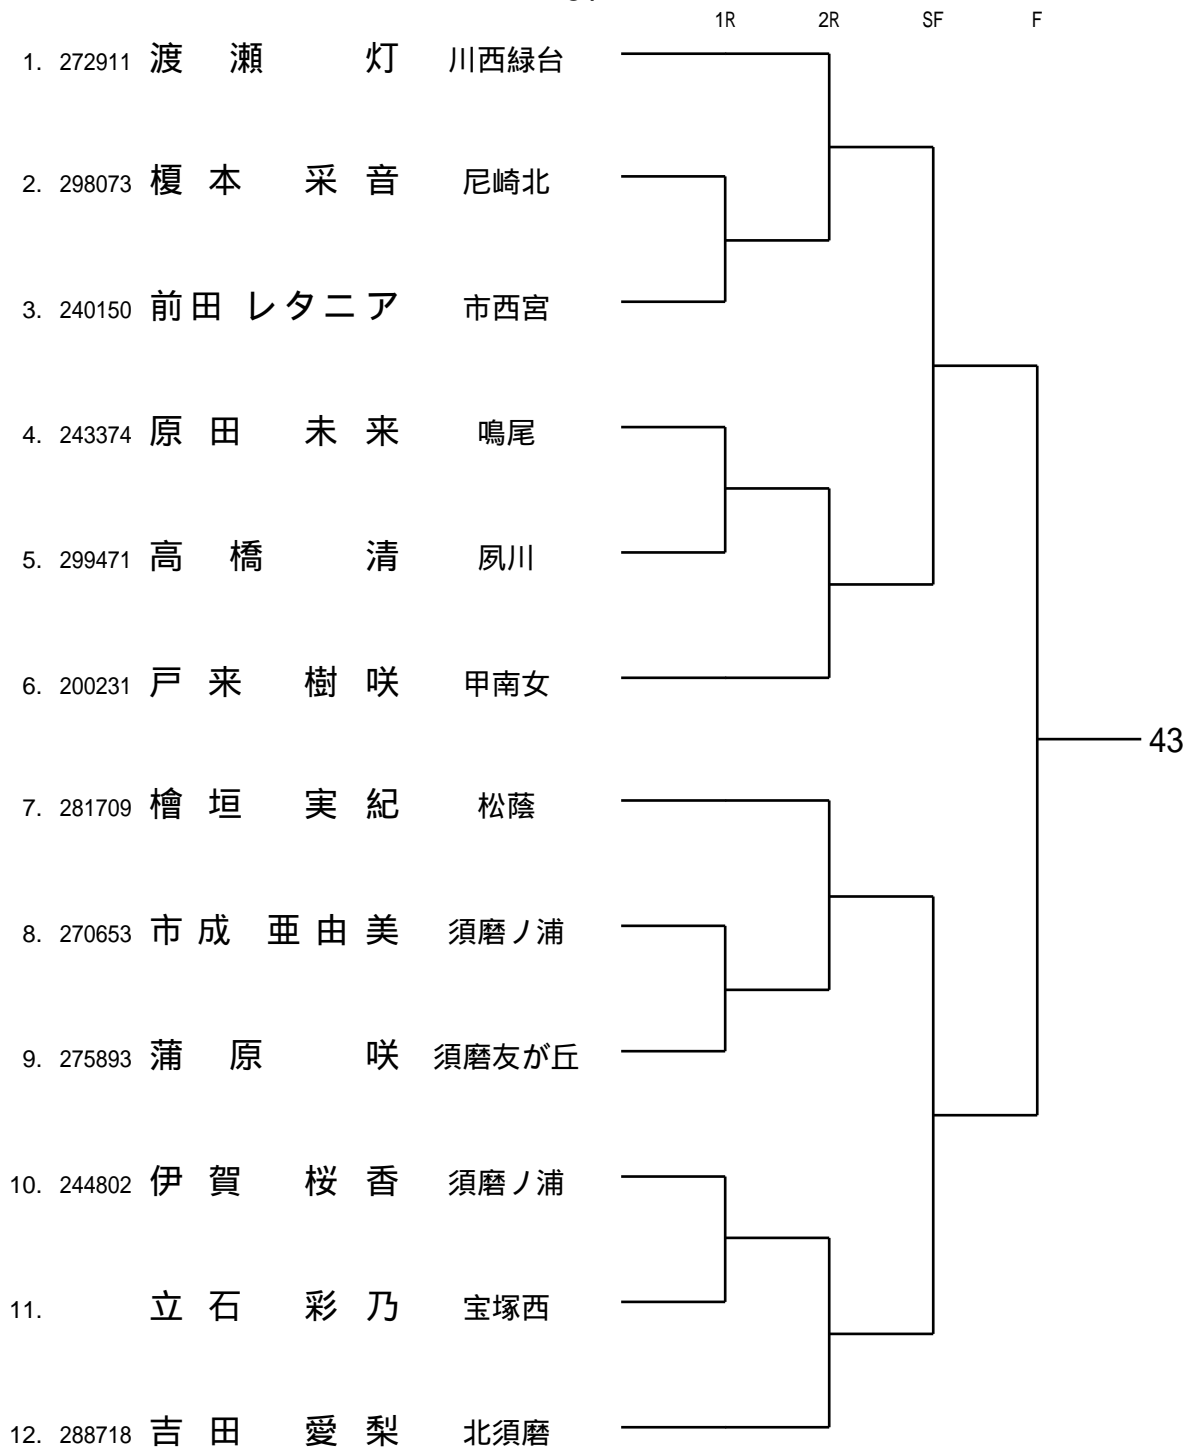 1R 2R SF F
1. 272911 渡瀬 灯 川西緑台
2. 298073 榎本 采音 尼崎北
3. 240150 前田 レタニア 市西宮
4. 243374 原田 未来 鳴尾
5. 299471 高橋 清 夙川
6. 200231 戸来 樹咲 甲南女
43
7. 281709 檜垣 実紀 松蔭
8. 270653 市成 亜由美 須磨ノ浦
9. 275893 蒲原 咲 須磨友が丘
10. 244802 伊賀 桜香 須磨ノ浦
11. 立石 彩乃 宝塚西
12. 288718 吉田 愛梨 北須磨